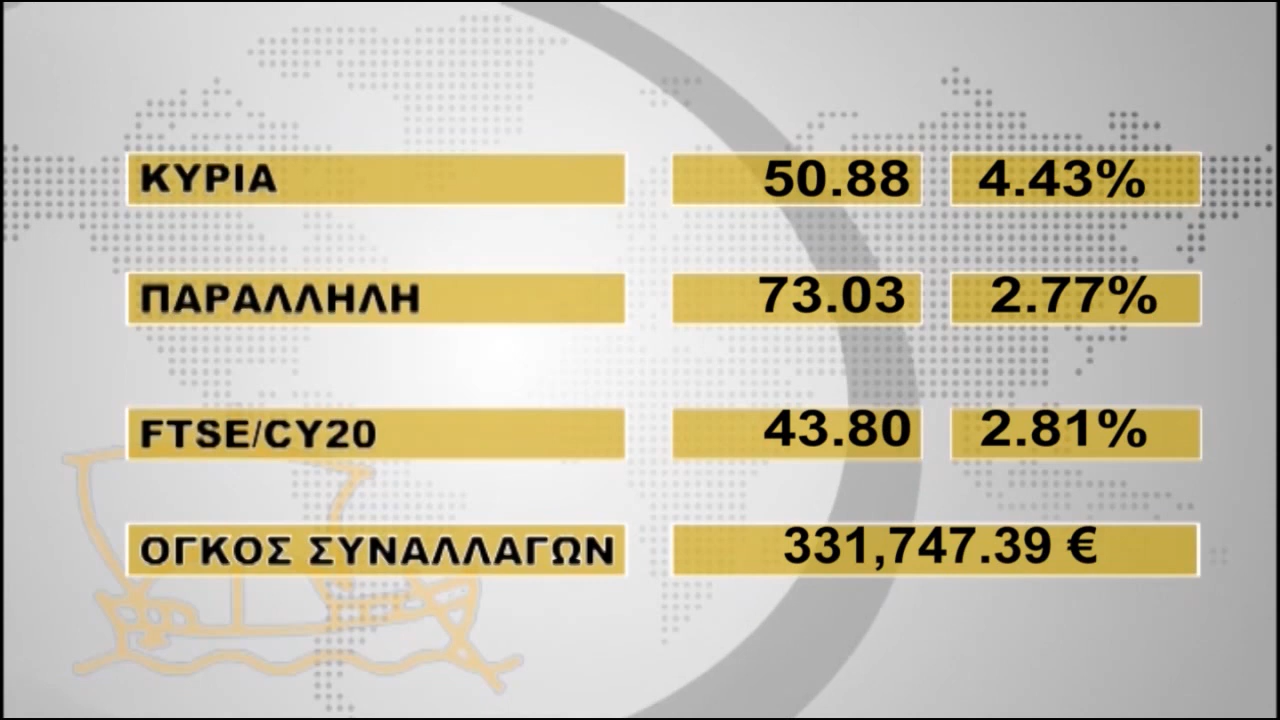 ΚΥΡΙΑ 50.88 4.43%
ΠΑΡΑΛΛΗΛΗ 73.03 2.77%
FTSE/CY20 43.80 2.81%
ΟΓΚΟΣ ΣΥΝΑΛΛΑΓΩΝ 331,747.39 €